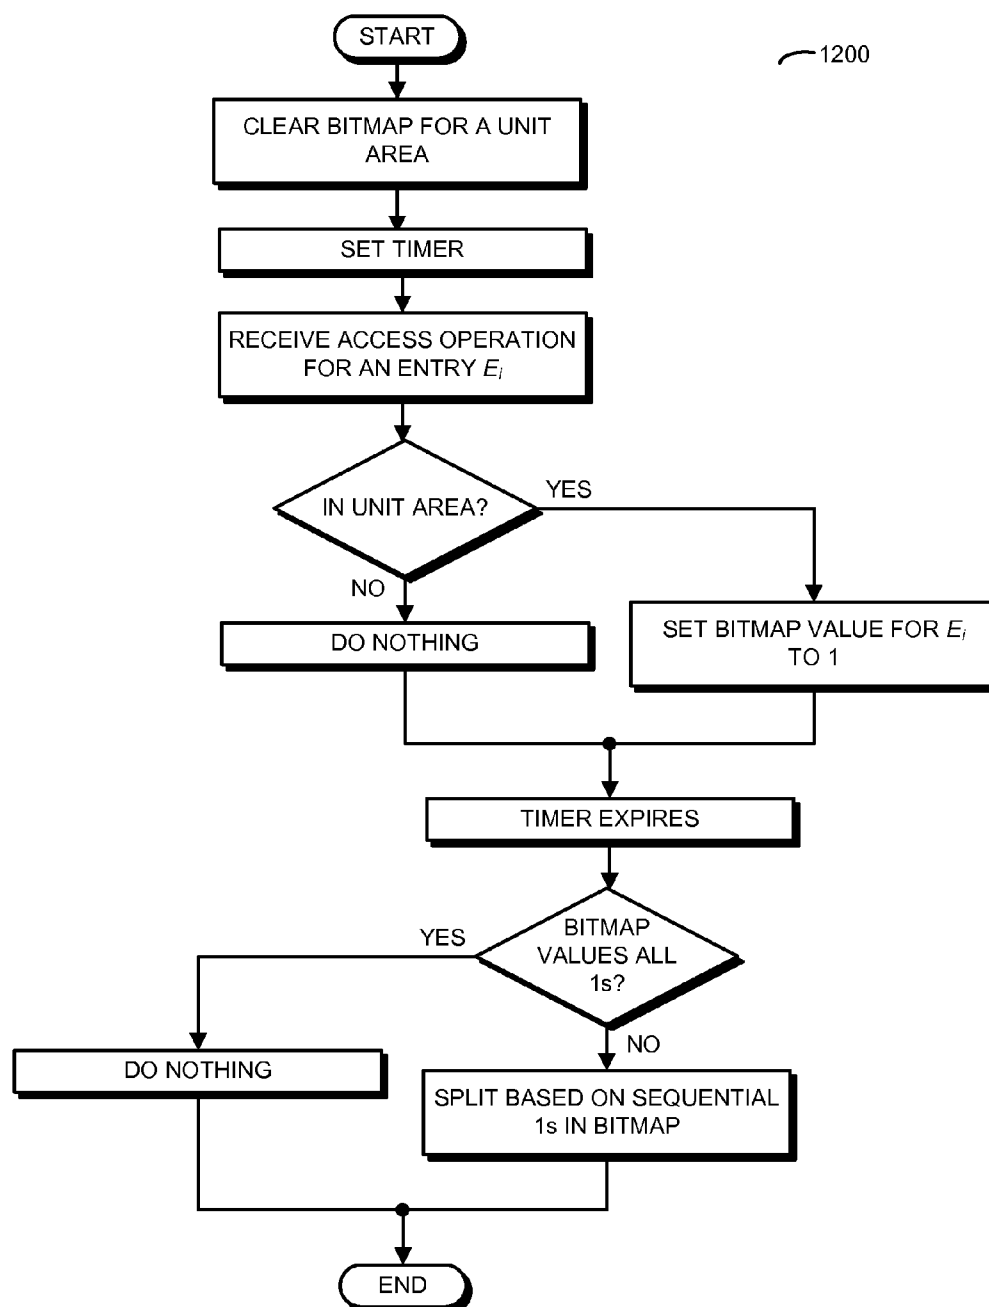 START
1200
CLEAR BITMAP FOR A UNIT
AREA
SET TIMER
RECEIVE ACCESS OPERATION
FOR AN ENTRY Ei
IN UNIT AREA?
YES
NO
DO NOTHING
SET BITMAP VALUE FOR Ei
TO 1
TIMER EXPIRES
BITMAP
VALUES ALL
1s?
YES
NO
DO NOTHING
SPLIT BASED ON SEQUENTIAL
1s IN BITMAP
END